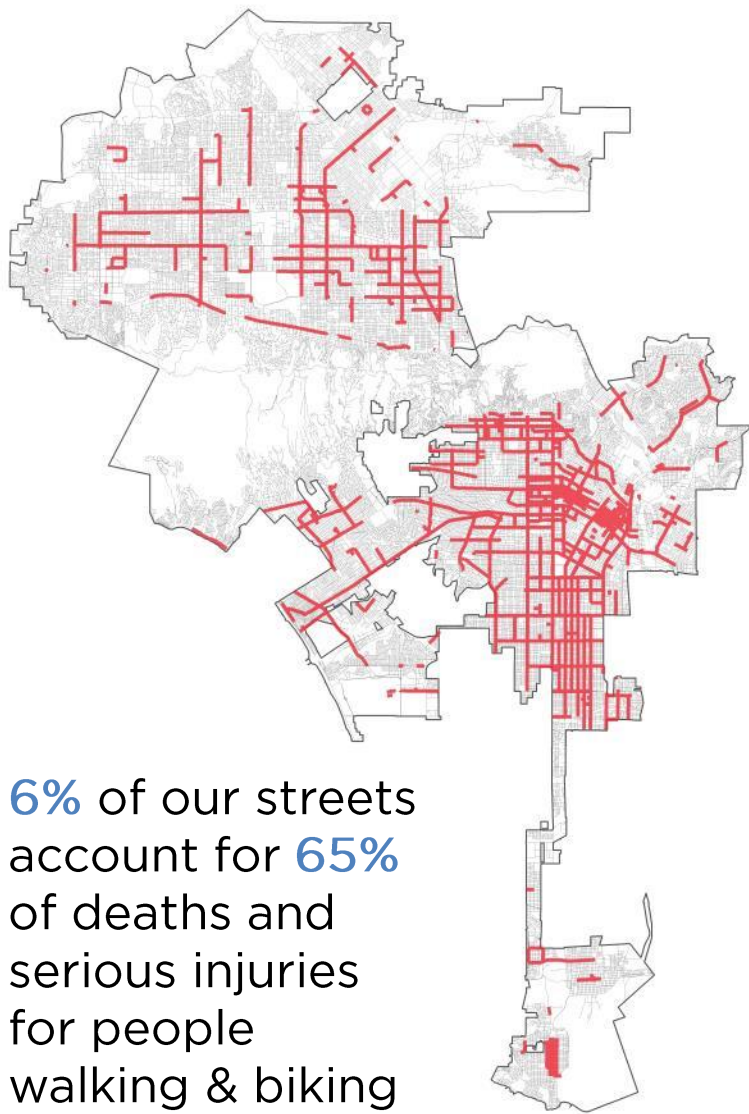 6% of our streets
account for 65%
of deaths and
serious injuries
for people
walking & biking